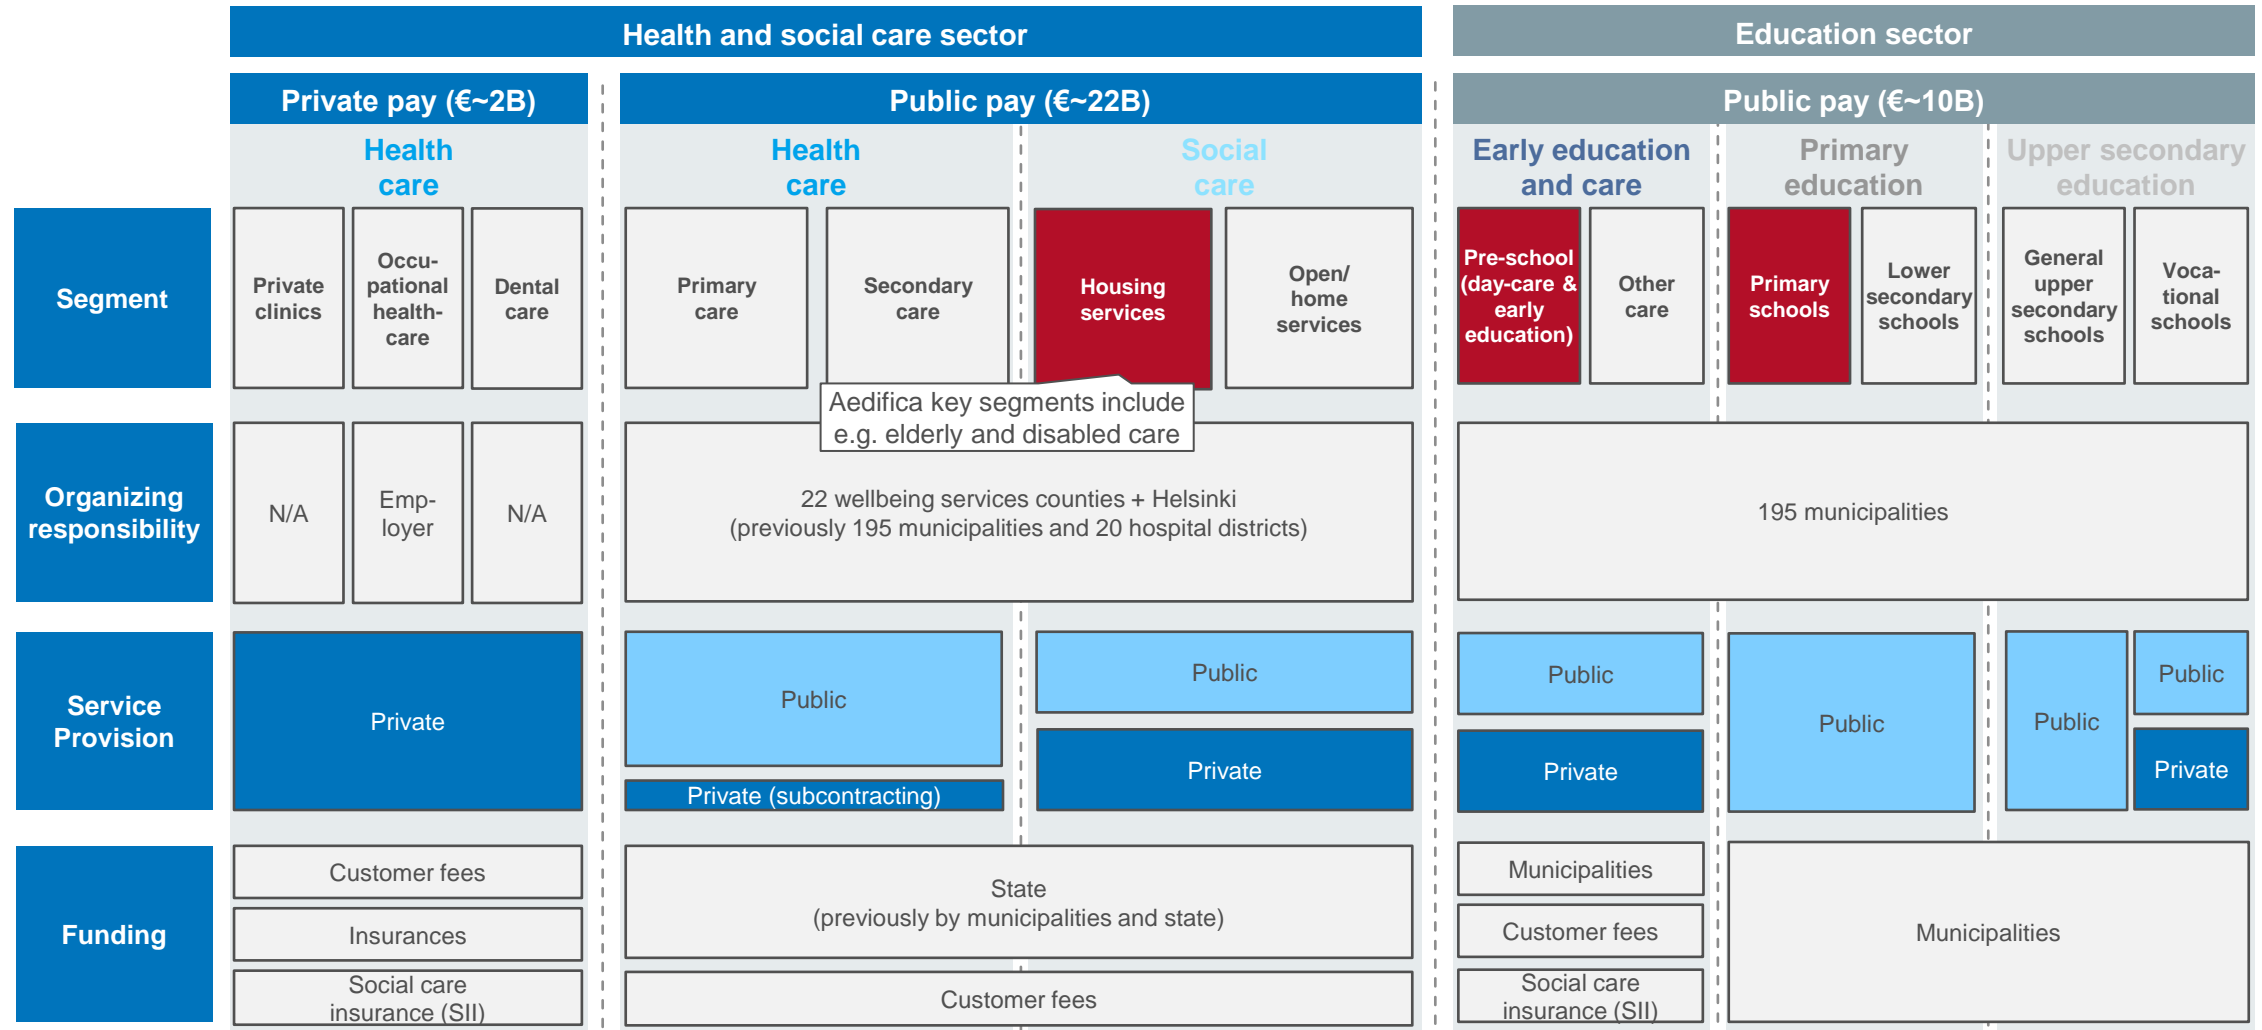 Health and social care sector
Education sector
Private pay (€~2B)
Public pay (€~22B)
Public pay (€~10B)
Health
care
Health
care
Social
care
Early education
and care
Primary
education
Upper secondary
education
Segment
Private
clinics
Occu-
pational
health-
care
Dental
care
Primary
care
Secondary
care
Housing
services
Open/
home
services
Pre-school
(day-care &
early
education)
Other
care
Primary
schools
Lower
secondary
schools
General
upper
secondary
schools
Voca-
tional
schools
Aedifica key segments include
e.g. elderly and disabled care
Organizing
responsibility
N/A
Emp-
loyer
N/A
22 wellbeing services counties + Helsinki
(previously 195 municipalities and 20 hospital districts)
195 municipalities
Service
Provision
Private
Public
Private (subcontracting)
Public
Private
Public
Private
Public
Public
Public
Private
Funding
Customer fees
Insurances
Social care
insurance (SII)
State
(previously by municipalities and state)
Customer fees
Municipalities
Customer fees
Social care
insurance (SII)
Municipalities